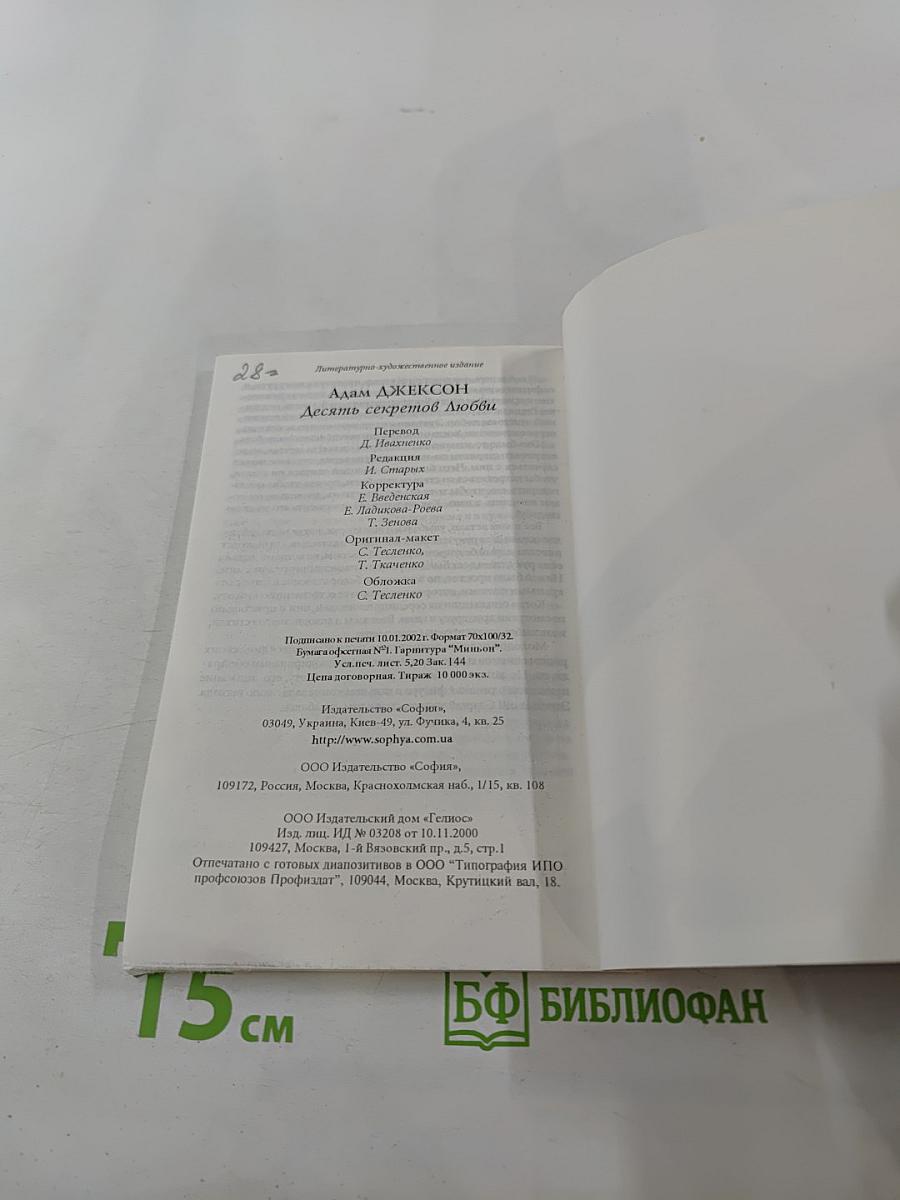 28=
Литературно-художественное издание
Адам ДЖЕКСОН
Десять секретов Любви
Перевод
Д. Ивахненко
Редакция
И. Старых
Корректура
Е. Введенская
Е. Ладикова-Роева
Т. Зенова
Оригинал-макет
С. Тесленко,
Т. Ткаченко
Обложка
С. Тесленко
Подписано к печати 10.01.2002 г. Формат 70х100/32.
Бумага офсетная №1. Гарнитура "Миньон".
Усл.печ. лист. 5,20 Зак. 144
Цена договорная. Тираж 10 000 экз.
Издательство «София»,
03049, Украина, Киев-49, ул. Фучика, 4, кв. 25
http://www.sophya.com.ua
ООО Издательство «София»,
109172, Россия, Москва, Краснохолмская наб., 1/15, кв. 108
ООО Издательский дом «Гелиос»
Изд. лиц. ИД № 03208 от 10.11.2000
109427, Москва, 1-й Вязовский пр., д.5, стр.1
Отпечатано с готовых диапозитивов в ООО "Типография ИПО
профсоюзов Профиздат", 109044, Москва, Крутицкий вал, 18.
15 см
БФ БИБЛИОФАН